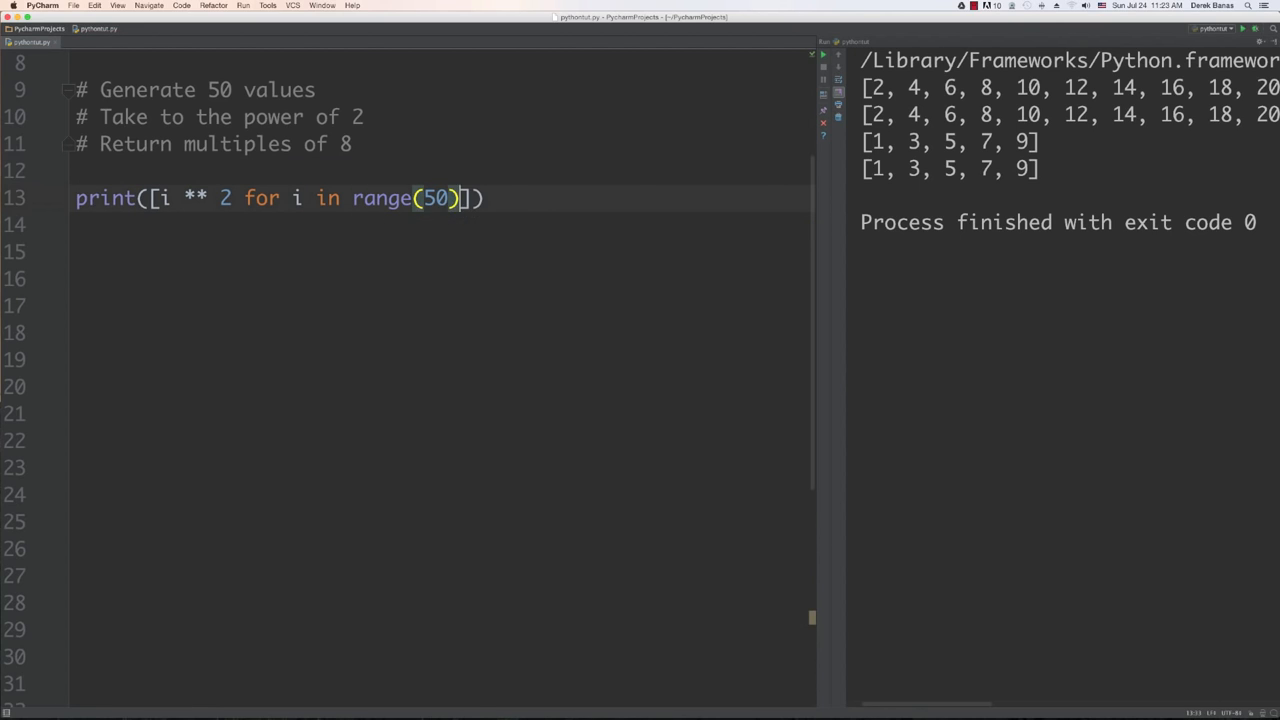 PyCharm File Edit View Navigate Code Refactor Run Tools VCS Window Help
10 Sun Jul 24 11:23 AM Derek Banas
pythontut.py - PycharmProjects - [~/PycharmProjects]
PycharmProjects pythontut.py
pythontut
pythontut.py
Run: pythontut
8
9 # Generate 50 values
10 # Take to the power of 2
11 # Return multiples of 8
12
13 print([i ** 2 for i in range(50)])
14
15
16
17
18
19
20
21
22
23
24
25
26
27
28
29
30
31
/Library/Frameworks/Python.framewor
[2, 4, 6, 8, 10, 12, 14, 16, 18, 20
[2, 4, 6, 8, 10, 12, 14, 16, 18, 20
[1, 3, 5, 7, 9]
[1, 3, 5, 7, 9]
Process finished with exit code 0
13:33 LF÷ UTF-8÷